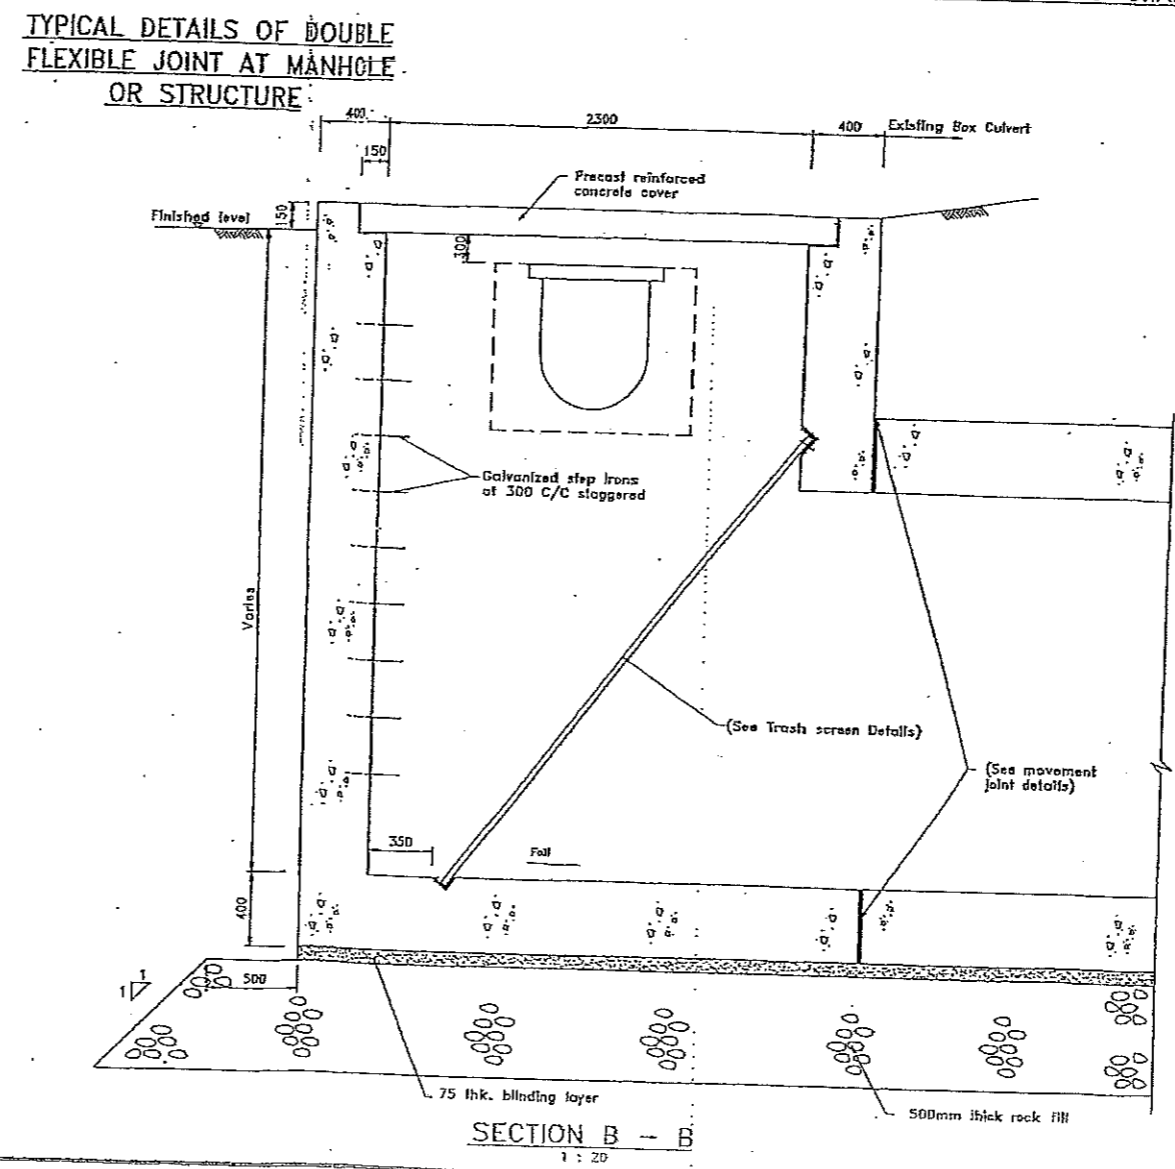 TYPICAL DETAILS OF DOUBLE
FLEXIBLE JOINT AT MANHOLE
OR STRUCTURE
400
2300
400
Existing Box Culvert
150
Precast reinforced
concrete cover
150
Finished level
300
Galvanized step irons
at 300 C/C staggered
Varies
(See Trash screen Details)
(See movement
joint details)
350
Fall
400
500
1
1
75 thk. blinding layer
500mm thick rock fill
SECTION B - B
1 : 20